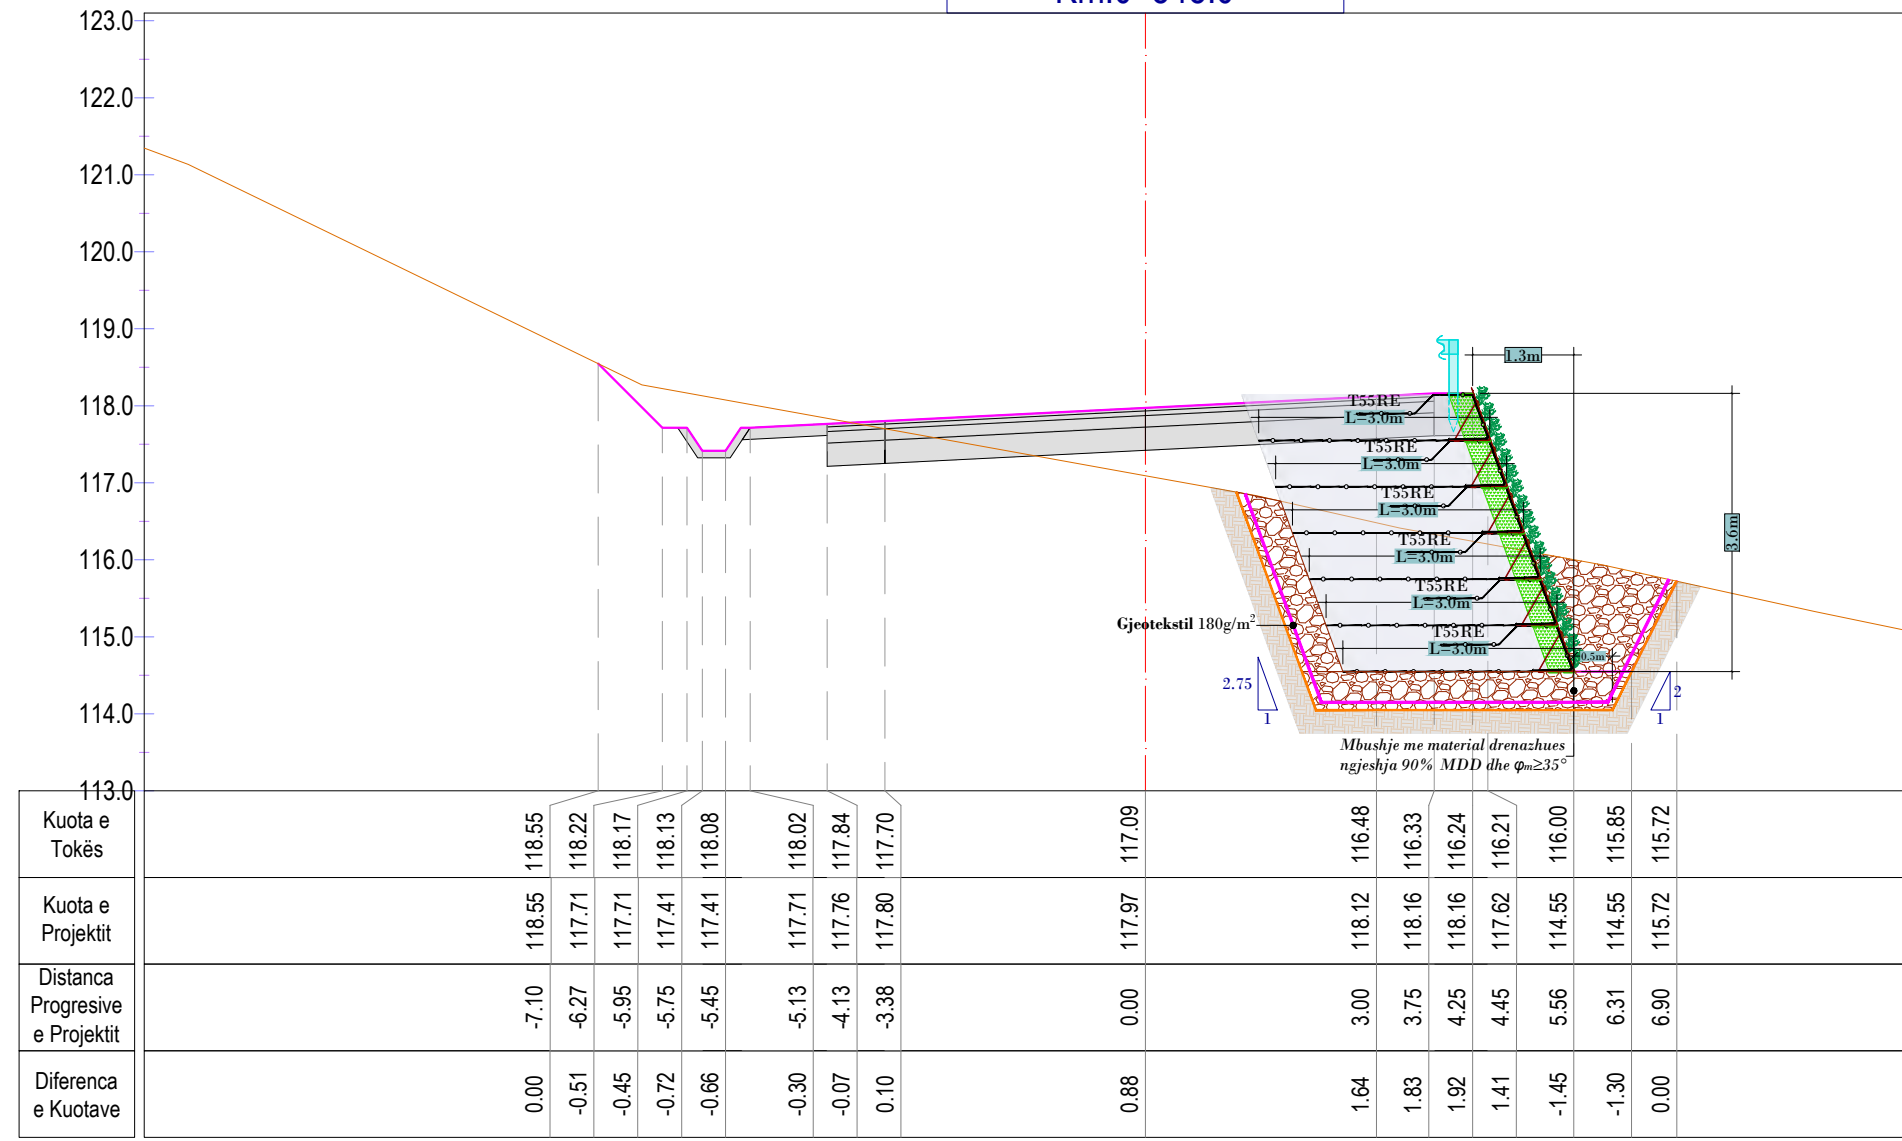 123.0
122.0
121.0
120.0
119.0
118.0
117.0
116.0
115.0
114.0
113.0
1.3m
3.6m
T55RE
L=3.0m
T55RE
L=3.0m
T55RE
L=3.0m
T55RE
L=3.0m
T55RE
L=3.0m
T55RE
L=3.0m
0.5m
Gjeotekstil 180g/m²
2.75
1
2
1
Mbushje me material drenazhues
ngjeshja 90% MDD dhe φm≥35°
Kuota e
Tokës
118.55 118.22 118.17 118.13 118.08 118.02 117.84 117.70 117.09 116.48 116.33 116.24 116.21 116.00 115.85 115.72
Kuota e
Projektit
118.55 117.71 117.71 117.41 117.41 117.71 117.76 117.80 117.97 118.12 118.16 118.16 117.62 114.55 114.55 115.72
Distanca
Progresive
e Projektit
-7.10 -6.27 -5.95 -5.75 -5.45 -5.13 -4.13 -3.38 0.00 3.00 3.75 4.25 4.45 5.56 6.31 6.90
Diferenca
e Kuotave
0.00 -0.51 -0.45 -0.72 -0.66 -0.30 -0.07 0.10 0.88 1.64 1.83 1.92 1.41 -1.45 -1.30 0.00